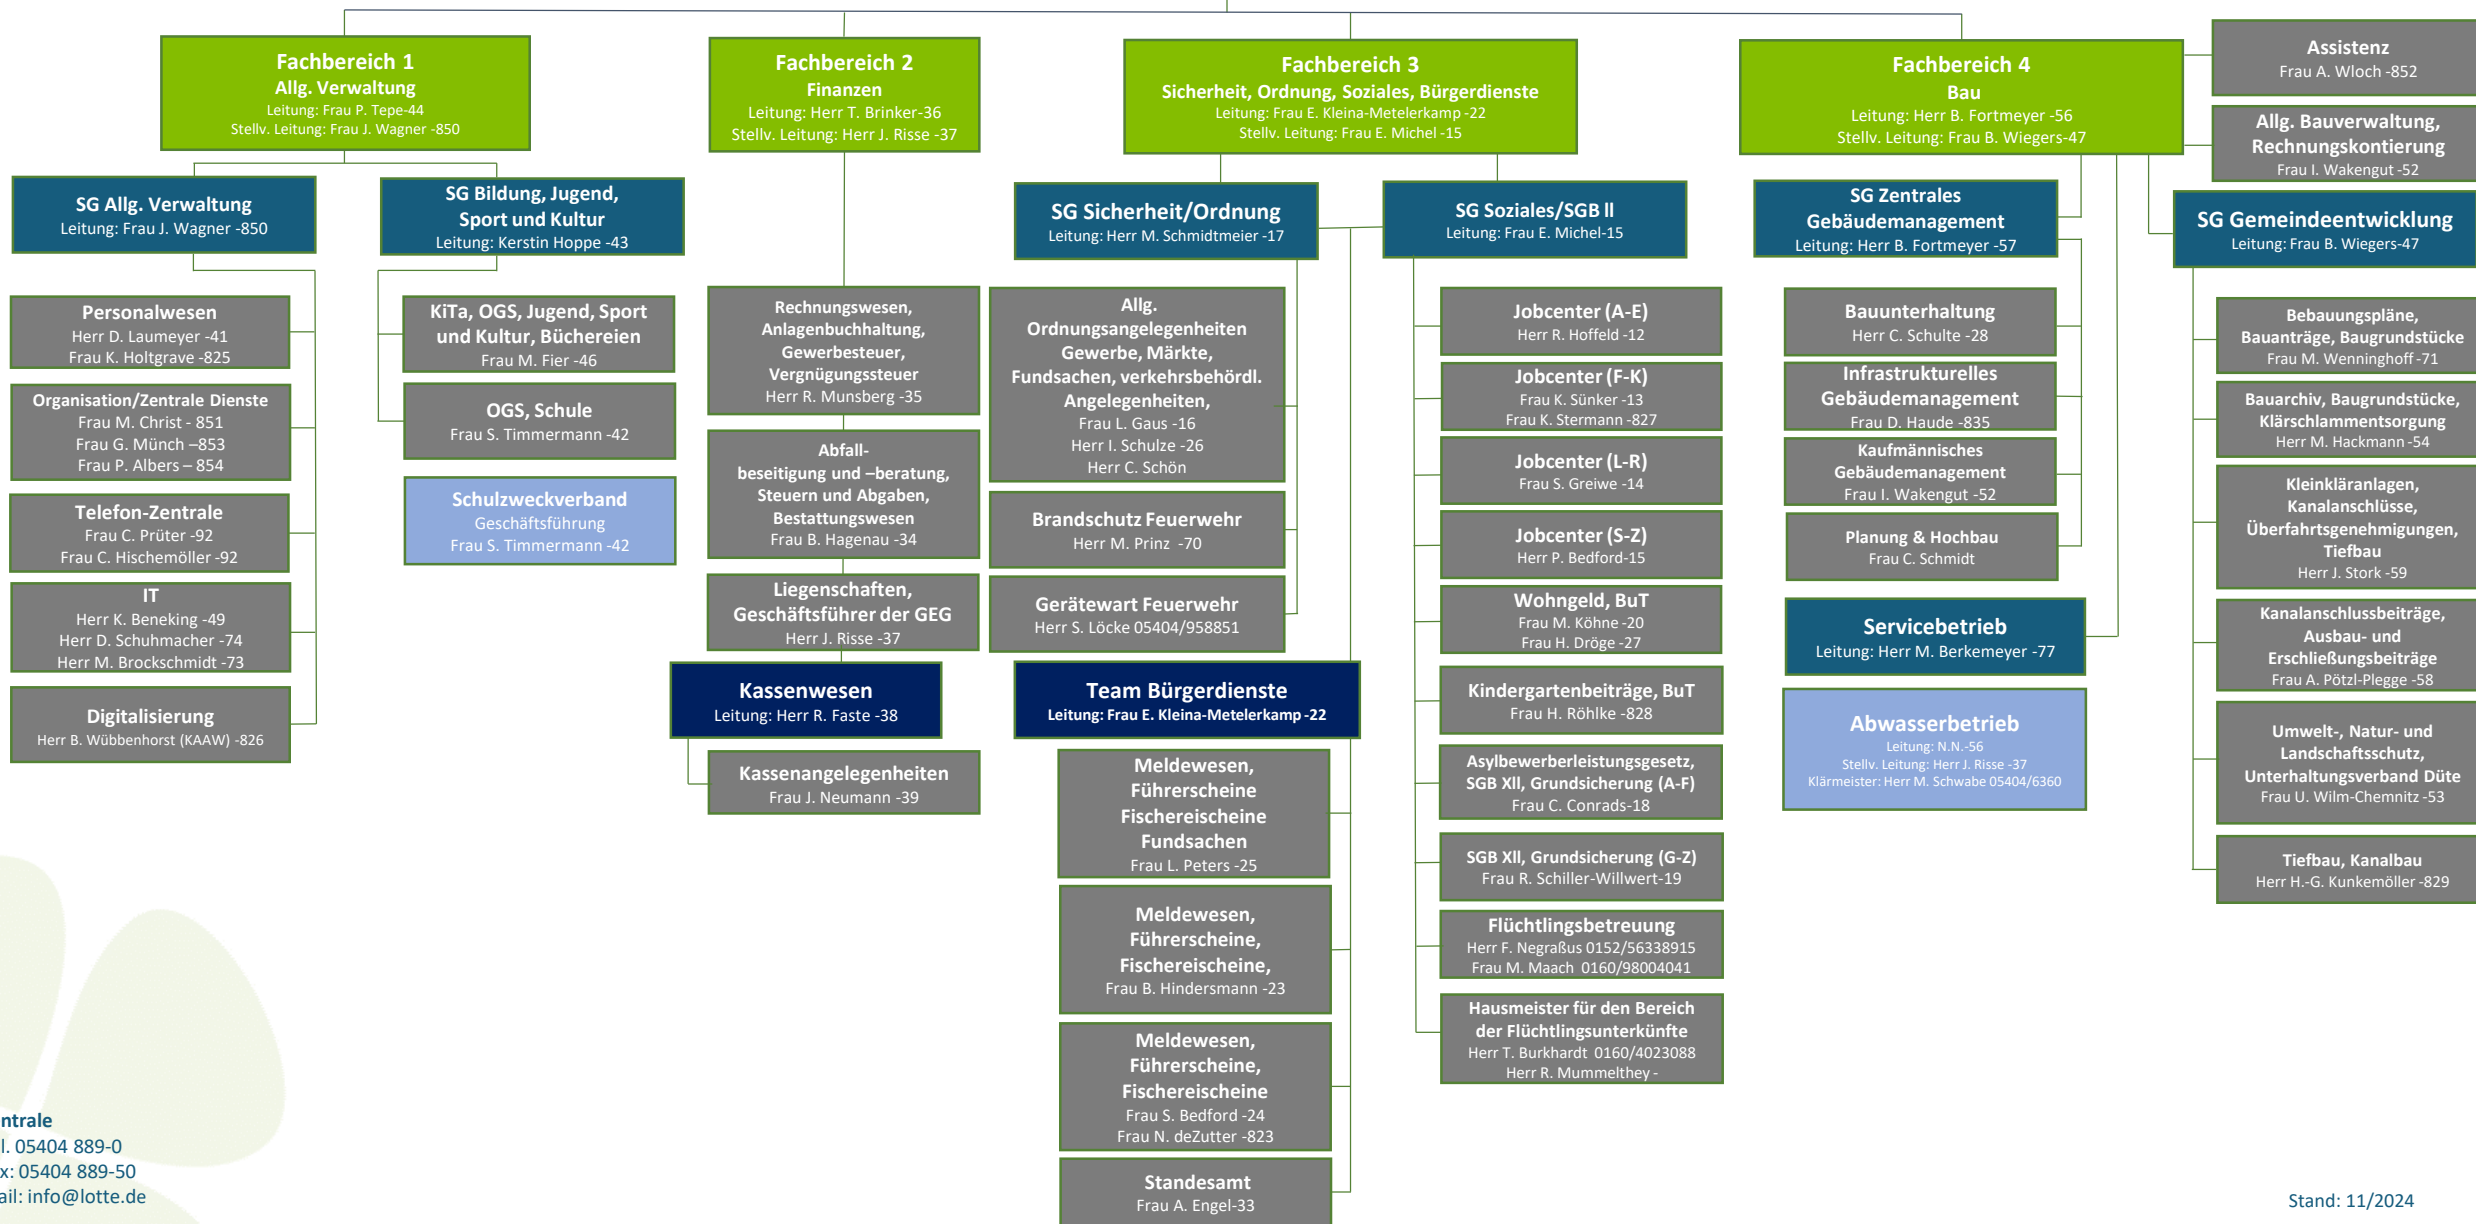 Fachbereich 1
Allg. Verwaltung
Leitung: Frau P. Tepe-44
Stellv. Leitung: Frau J. Wagner -850
SG Allg. Verwaltung
Leitung: Frau J. Wagner -850
Personalwesen
Herr D. Laumeyer -41
Frau K. Holtgrave -825
Organisation/Zentrale Dienste
Frau M. Christ - 851
Frau G. Münch –853
Frau P. Albers – 854
Telefon-Zentrale
Frau C. Prüter -92
Frau C. Hischemöller -92
IT
Herr K. Beneking -49
Herr D. Schuhmacher -74
Herr M. Brockschmidt -73
Digitalisierung
Herr B. Wübbenhorst (KAAW) -826
SG Bildung, Jugend,
Sport und Kultur
Leitung: Kerstin Hoppe -43
KiTa, OGS, Jugend, Sport
und Kultur, Büchereien
Frau M. Fier -46
OGS, Schule
Frau S. Timmermann -42
Schulzweckverband
Geschäftsführung
Frau S. Timmermann -42
Fachbereich 2
Finanzen
Leitung: Herr T. Brinker-36
Stellv. Leitung: Herr J. Risse -37
Rechnungswesen,
Anlagenbuchhaltung,
Gewerbesteuer,
Vergnügungssteuer
Herr R. Munsberg -35
Abfall-
beseitigung und –beratung,
Steuern und Abgaben,
Bestattungswesen
Frau B. Hagenau -34
Liegenschaften,
Geschäftsführer der GEG
Herr J. Risse -37
Kassenwesen
Leitung: Herr R. Faste -38
Kassenangelegenheiten
Frau J. Neumann -39
Fachbereich 3
Sicherheit, Ordnung, Soziales, Bürgerdienste
Leitung: Frau E. Kleina-Metelerkamp -22
Stellv. Leitung: Frau E. Michel -15
SG Sicherheit/Ordnung
Leitung: Herr M. Schmidtmeier -17
Allg.
Ordnungsangelegenheiten
Gewerbe, Märkte,
Fundsachen, verkehrsbehördl.
Angelegenheiten,
Frau L. Gaus -16
Herr I. Schulze -26
Herr C. Schön
Brandschutz Feuerwehr
Herr M. Prinz -70
Gerätewart Feuerwehr
Herr S. Löcke 05404/958851
Team Bürgerdienste
Leitung: Frau E. Kleina-Metelerkamp -22
Meldewesen,
Führerscheine
Fischereischeine
Fundsachen
Frau L. Peters -25
Meldewesen,
Führerscheine,
Fischereischeine,
Frau B. Hindersmann -23
Meldewesen,
Führerscheine,
Fischereischeine
Frau S. Bedford -24
Frau N. deZutter -823
Standesamt
Frau A. Engel-33
SG Soziales/SGB ll
Leitung: Frau E. Michel-15
Jobcenter (A-E)
Herr R. Hoffeld -12
Jobcenter (F-K)
Frau K. Sünker -13
Frau K. Stermann -827
Jobcenter (L-R)
Frau S. Greiwe -14
Jobcenter (S-Z)
Herr P. Bedford-15
Wohngeld, BuT
Frau M. Köhne -20
Frau H. Dröge -27
Kindergartenbeiträge, BuT
Frau H. Röhlke -828
Asylbewerberleistungsgesetz,
SGB Xll, Grundsicherung (A-F)
Frau C. Conrads-18
SGB Xll, Grundsicherung (G-Z)
Frau R. Schiller-Willwert-19
Flüchtlingsbetreuung
Herr F. Negraßus 0152/56338915
Frau M. Maach 0160/98004041
Hausmeister für den Bereich
der Flüchtlingsunterkünfte
Herr T. Burkhardt 0160/4023088
Herr R. Mummelthey -
Fachbereich 4
Bau
Leitung: Herr B. Fortmeyer -56
Stellv. Leitung: Frau B. Wiegers-47
Assistenz
Frau A. Wloch -852
Allg. Bauverwaltung,
Rechnungskontierung
Frau I. Wakengut -52
SG Zentrales
Gebäudemanagement
Leitung: Herr B. Fortmeyer -57
Bauunterhaltung
Herr C. Schulte -28
Infrastrukturelles
Gebäudemanagement
Frau D. Haude -835
Kaufmännisches
Gebäudemanagement
Frau I. Wakengut -52
Planung & Hochbau
Frau C. Schmidt
Servicebetrieb
Leitung: Herr M. Berkemeyer -77
Abwasserbetrieb
Leitung: N.N.-56
Stellv. Leitung: Herr J. Risse -37
Klärmeister: Herr M. Schwabe 05404/6360
SG Gemeindeentwicklung
Leitung: Frau B. Wiegers-47
Bebauungspläne,
Bauanträge, Baugrundstücke
Frau M. Wenninghoff -71
Bauarchiv, Baugrundstücke,
Klärschlammentsorgung
Herr M. Hackmann -54
Kleinkläranlagen,
Kanalanschlüsse,
Überfahrtsgenehmigungen,
Tiefbau
Herr J. Stork -59
Kanalanschlussbeiträge,
Ausbau- und
Erschließungsbeiträge
Frau A. Pötzl-Plegge -58
Umwelt-, Natur- und
Landschaftsschutz,
Unterhaltungsverband Düte
Frau U. Wilm-Chemnitz -53
Tiefbau, Kanalbau
Herr H.-G. Kunkemöller -829
ntrale
l. 05404 889-0
x: 05404 889-50
ail: info@lotte.de
Stand: 11/2024